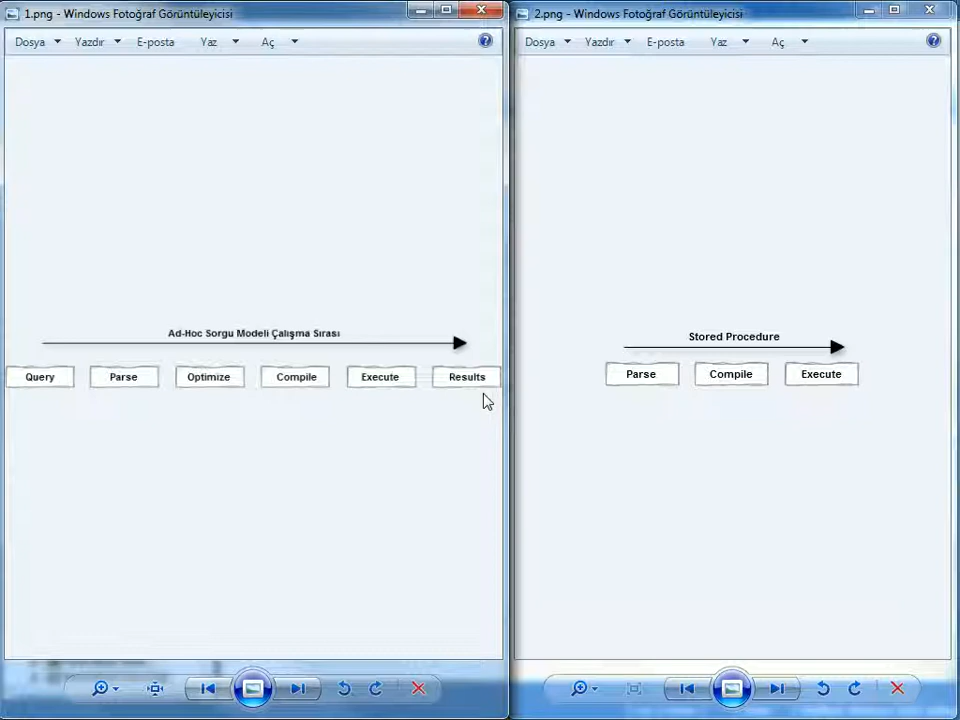 1.png - Windows Fotoğraf Görüntüleyicisi
Dosya Yazdır E-posta Yaz Aç
Ad-Hoc Sorgu Modeli Çalışma Sırası
Query Parse Optimize Compile Execute Results
2.png - Windows Fotoğraf Görüntüleyicisi
Dosya Yazdır E-posta Yaz Aç
Stored Procedure
Parse Compile Execute